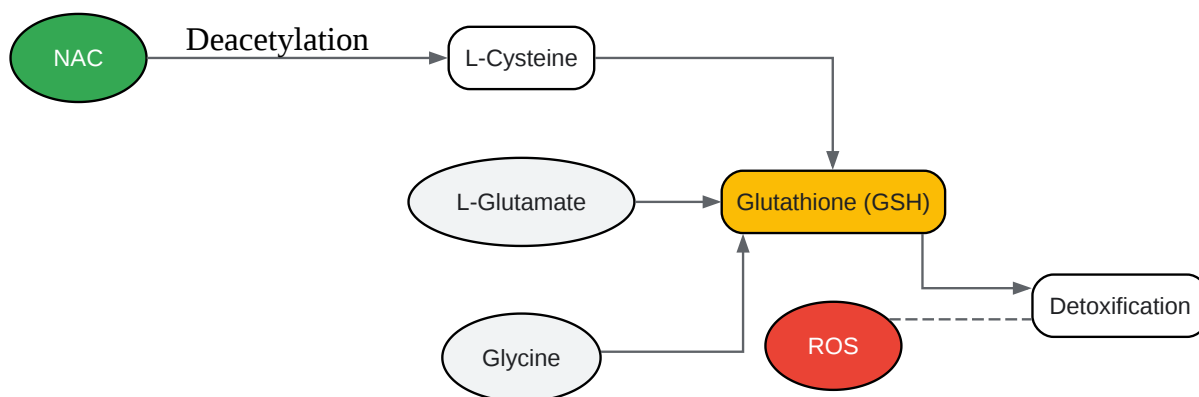 NAC
Deacetylation
L-Cysteine
L-Glutamate
Glutathione (GSH)
Detoxification
Glycine
ROS